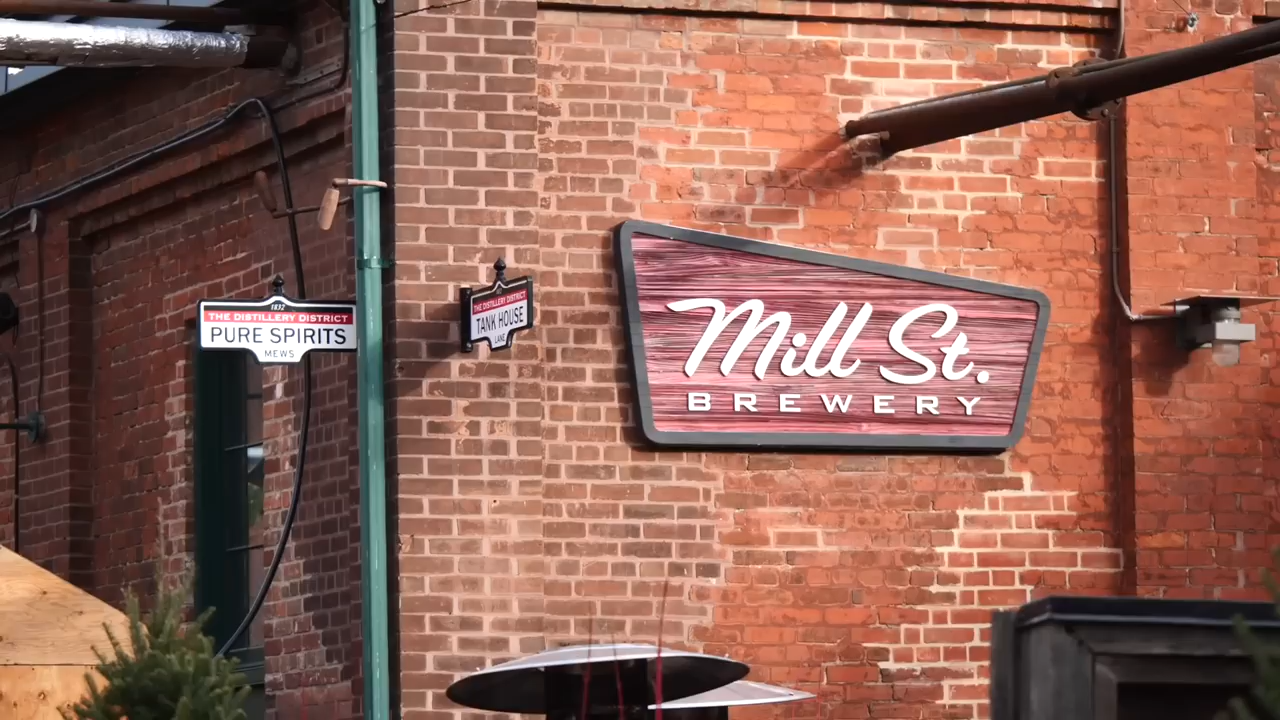 1832
THE DISTILLERY DISTRICT
PURE SPIRITS
MEWS
THE DISTILLERY DISTRICT
TANK HOUSE
LANE
Mill St.
BREWERY